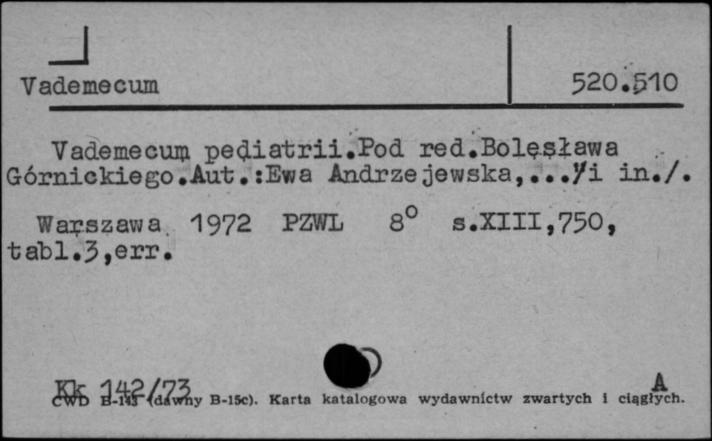 Vademecum 520.510
Vademecum pediatrii.Pod red.Bolesława
Górnickiego.Aut.:Ewa Andrzejewska,.../i in./.
Warszawa 1972 PZWL 8° s.XIII,750,
tabl.3,err.
Kk 142/73 A
CWD B-143 (dawny B-15c). Karta katalogowa wydawnictw zwartych i ciągłych.